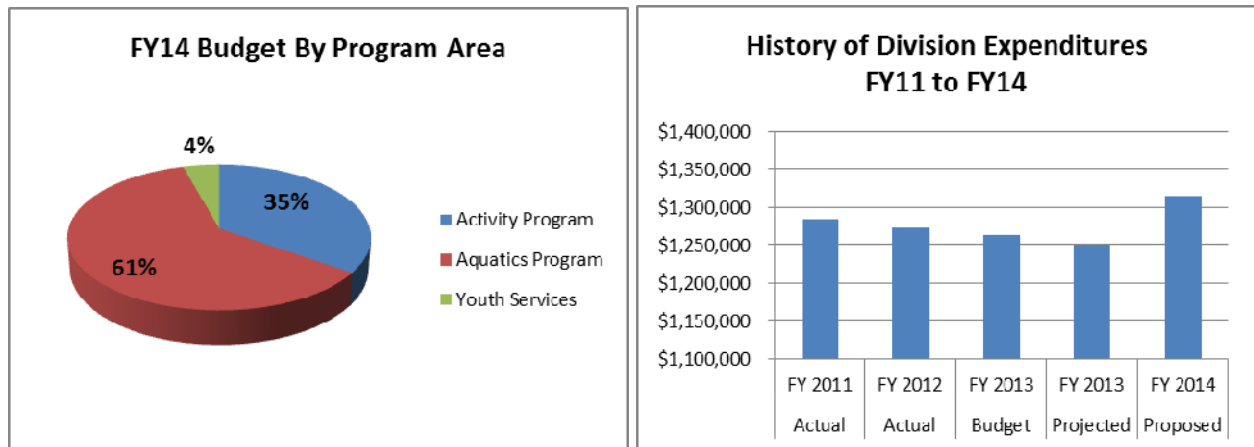 FY14 Budget By Program Area
4%
35%
61%
Activity Program
Aquatics Program
Youth Services
History of Division Expenditures
FY11 to FY14
$1,400,000
$1,350,000
$1,300,000
$1,250,000
$1,200,000
$1,150,000
$1,100,000
FY 2011 FY 2012 FY 2013 FY 2013 FY 2014
Actual Actual Budget Projected Proposed